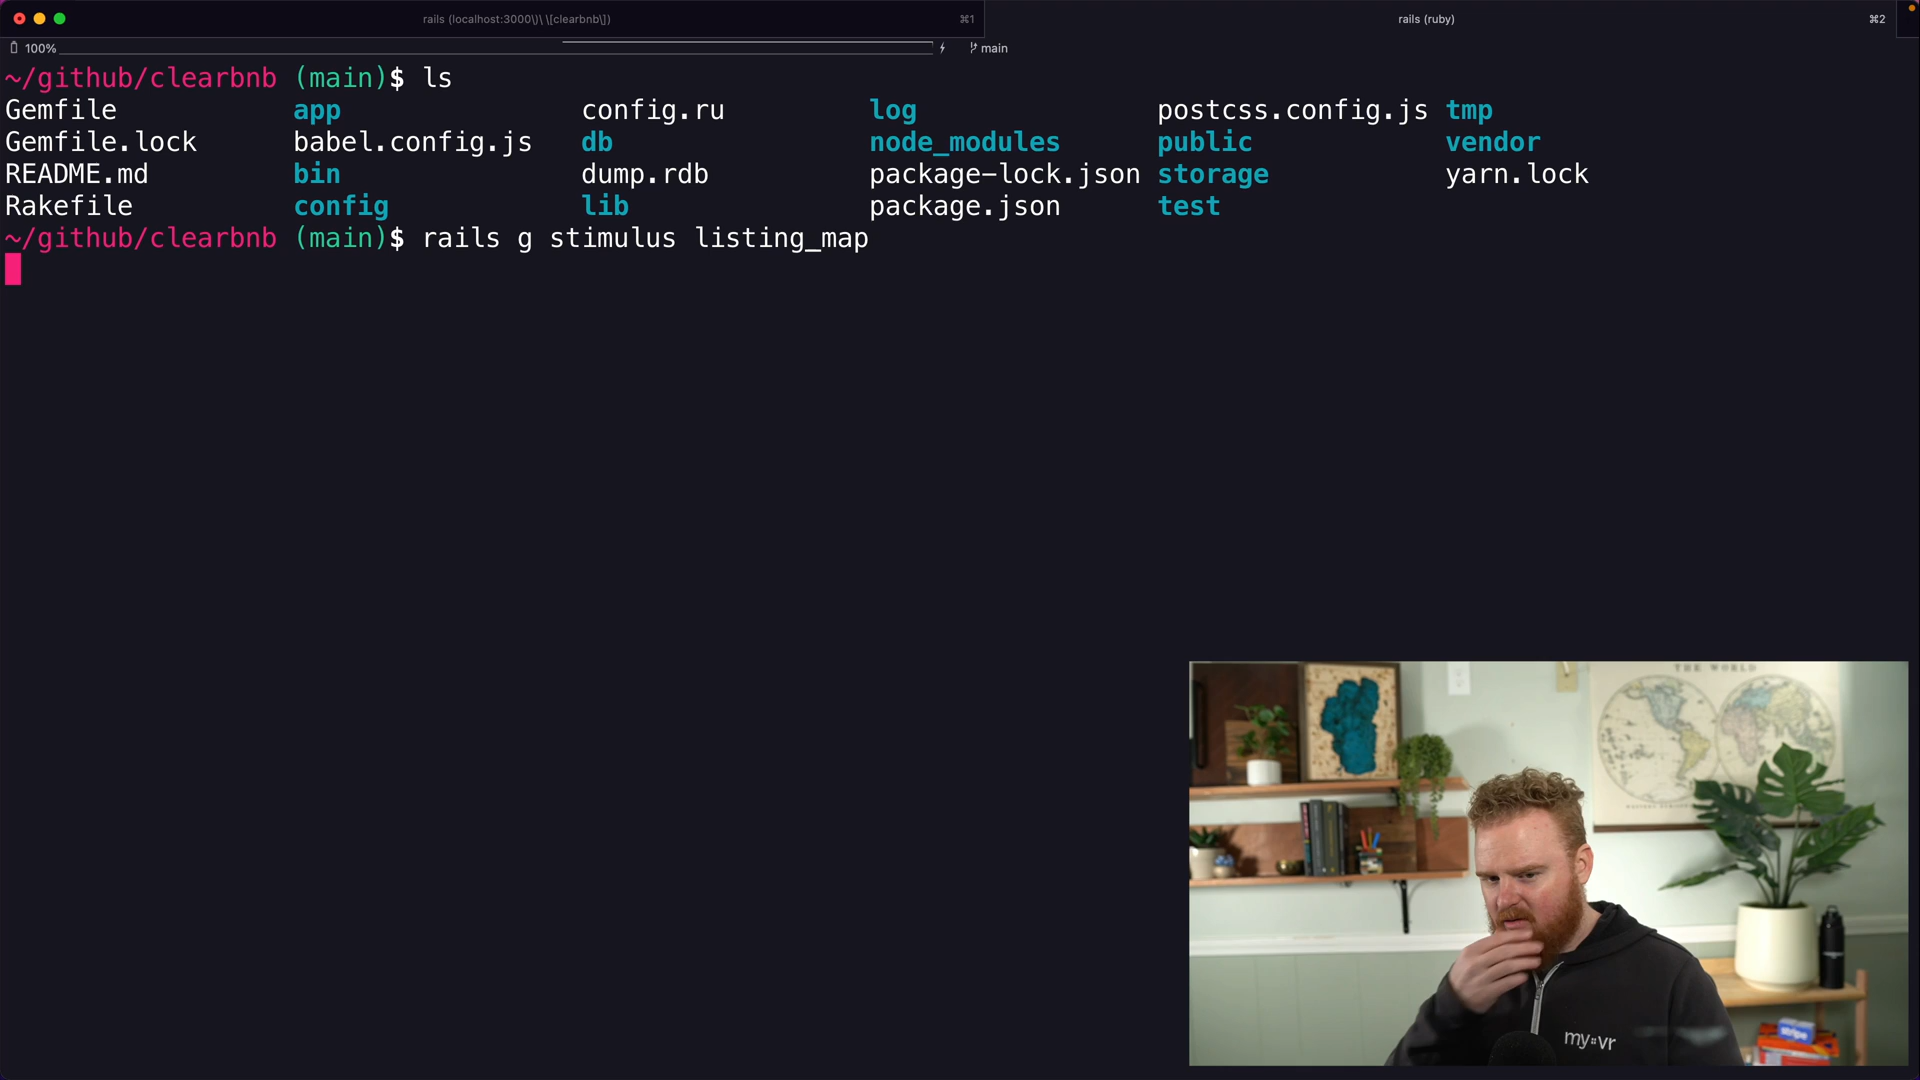 rails (localhost:3000\)\ \[clearbnb\]) ⌘1 rails (ruby) ⌘2
100% main
~/github/clearbnb (main)$ ls
Gemfile app config.ru log postcss.config.js tmp
Gemfile.lock babel.config.js db node_modules public vendor
README.md bin dump.rdb package-lock.json storage yarn.lock
Rakefile config lib package.json test
~/github/clearbnb (main)$ rails g stimulus listing_map
THE WORLD
my::vr
stripe